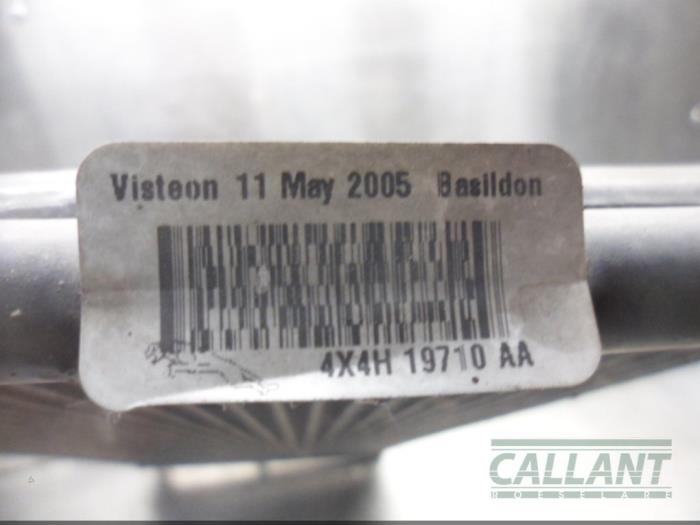 Visteon 11 May 2005 Basildon
4X4H 19710 AA
CALLANT
ROESELARE